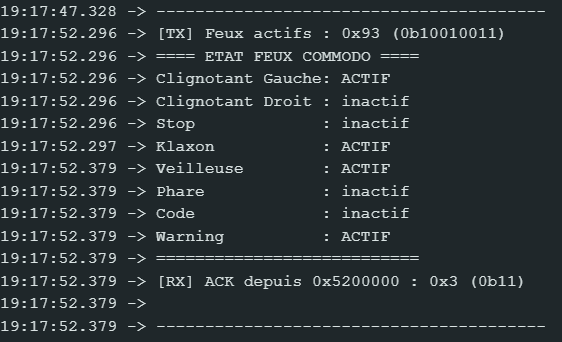 19:17:47.328 -> ----------------------------------------
19:17:52.296 -> [TX] Feux actifs : 0x93 (0b10010011)
19:17:52.296 -> ==== ETAT FEUX COMMODO ====
19:17:52.296 -> Clignotant Gauche: ACTIF
19:17:52.296 -> Clignotant Droit : inactif
19:17:52.296 -> Stop             : inactif
19:17:52.297 -> Klaxon           : ACTIF
19:17:52.379 -> Veilleuse        : ACTIF
19:17:52.379 -> Phare            : inactif
19:17:52.379 -> Code             : inactif
19:17:52.379 -> Warning          : ACTIF
19:17:52.379 -> ===========================
19:17:52.379 -> [RX] ACK depuis 0x5200000 : 0x3 (0b11)
19:17:52.379 ->
19:17:52.379 -> ----------------------------------------